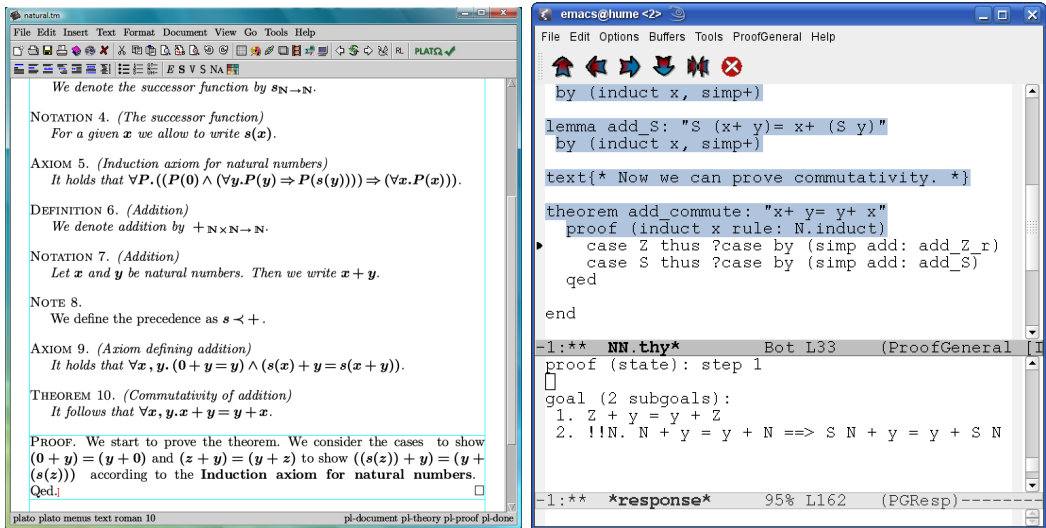 natural.tm
File Edit Insert Text Format Document View Go Tools Help
RL PLATΩ
E S V S NA
We denote the successor function by s_{ℕ→ℕ}.
NOTATION 4. (The successor function)
For a given x we allow to write s(x).
AXIOM 5. (Induction axiom for natural numbers)
It holds that ∀P.((P(0) ∧ (∀y.P(y) ⇒ P(s(y)))) ⇒ (∀x.P(x))).
DEFINITION 6. (Addition)
We denote addition by +_{ℕ×ℕ→ℕ}.
NOTATION 7. (Addition)
Let x and y be natural numbers. Then we write x + y.
NOTE 8.
We define the precedence as s ≺ +.
AXIOM 9. (Axiom defining addition)
It holds that ∀x, y. (0 + y = y) ∧ (s(x) + y = s(x + y)).
THEOREM 10. (Commutativity of addition)
It follows that ∀x, y.x + y = y + x.
PROOF. We start to prove the theorem. We consider the cases to show
(0 + y) = (y + 0) and (z + y) = (y + z) to show ((s(z)) + y) = (y +
(s(z))) according to the Induction axiom for natural numbers.
Qed.]
□
plato plato menus text roman 10
pl-document pl-theory pl-proof pl-done
emacs@hume <2>
File Edit Options Buffers Tools ProofGeneral Help
by (induct x, simp+)
lemma add_S: "S (x+ y)= x+ (S y)"
by (induct x, simp+)
text{* Now we can prove commutativity. *}
theorem add_commute: "x+ y= y+ x"
proof (induct x rule: N.induct)
case Z thus ?case by (simp add: add_Z_r)
case S thus ?case by (simp add: add_S)
qed
end
-1:** NN.thy* Bot L33 (ProofGeneral [I
proof (state): step 1
goal (2 subgoals):
1. Z + y = y + Z
2. !!N. N + y = y + N ==> S N + y = y + S N
-1:** *response* 95% L162 (PGResp)--------